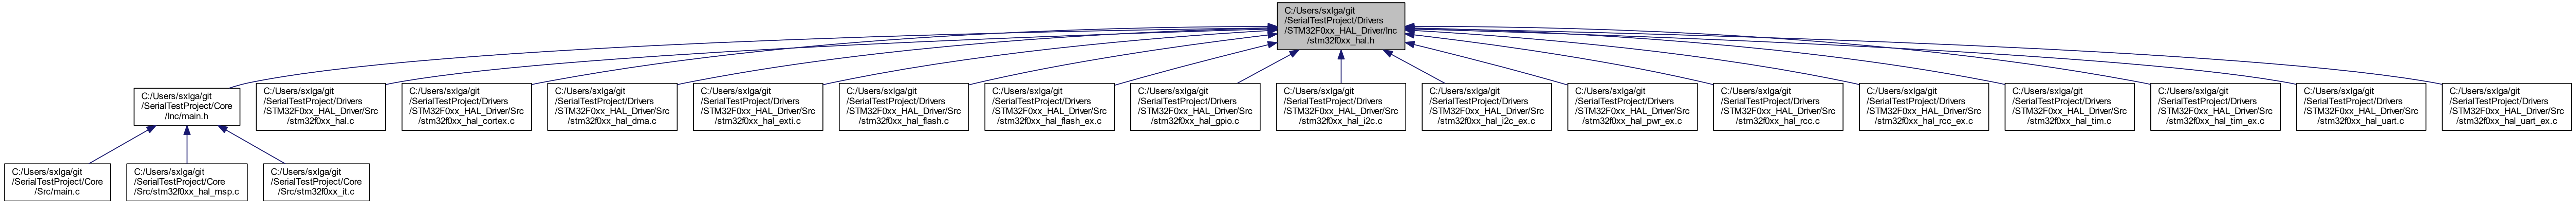 C:/Users/sxlga/git
/SerialTestProject/Drivers
/STM32F0xx_HAL_Driver/Inc
/stm32f0xx_hal.h
C:/Users/sxlga/git
/SerialTestProject/Core
/Inc/main.h
C:/Users/sxlga/git
/SerialTestProject/Drivers
/STM32F0xx_HAL_Driver/Src
/stm32f0xx_hal.c
C:/Users/sxlga/git
/SerialTestProject/Drivers
/STM32F0xx_HAL_Driver/Src
/stm32f0xx_hal_cortex.c
C:/Users/sxlga/git
/SerialTestProject/Drivers
/STM32F0xx_HAL_Driver/Src
/stm32f0xx_hal_dma.c
C:/Users/sxlga/git
/SerialTestProject/Drivers
/STM32F0xx_HAL_Driver/Src
/stm32f0xx_hal_exti.c
C:/Users/sxlga/git
/SerialTestProject/Drivers
/STM32F0xx_HAL_Driver/Src
/stm32f0xx_hal_flash.c
C:/Users/sxlga/git
/SerialTestProject/Drivers
/STM32F0xx_HAL_Driver/Src
/stm32f0xx_hal_flash_ex.c
C:/Users/sxlga/git
/SerialTestProject/Drivers
/STM32F0xx_HAL_Driver/Src
/stm32f0xx_hal_gpio.c
C:/Users/sxlga/git
/SerialTestProject/Drivers
/STM32F0xx_HAL_Driver/Src
/stm32f0xx_hal_i2c.c
C:/Users/sxlga/git
/SerialTestProject/Drivers
/STM32F0xx_HAL_Driver/Src
/stm32f0xx_hal_i2c_ex.c
C:/Users/sxlga/git
/SerialTestProject/Drivers
/STM32F0xx_HAL_Driver/Src
/stm32f0xx_hal_pwr_ex.c
C:/Users/sxlga/git
/SerialTestProject/Drivers
/STM32F0xx_HAL_Driver/Src
/stm32f0xx_hal_rcc.c
C:/Users/sxlga/git
/SerialTestProject/Drivers
/STM32F0xx_HAL_Driver/Src
/stm32f0xx_hal_rcc_ex.c
C:/Users/sxlga/git
/SerialTestProject/Drivers
/STM32F0xx_HAL_Driver/Src
/stm32f0xx_hal_tim.c
C:/Users/sxlga/git
/SerialTestProject/Drivers
/STM32F0xx_HAL_Driver/Src
/stm32f0xx_hal_tim_ex.c
C:/Users/sxlga/git
/SerialTestProject/Drivers
/STM32F0xx_HAL_Driver/Src
/stm32f0xx_hal_uart.c
C:/Users/sxlga/git
/SerialTestProject/Drivers
/STM32F0xx_HAL_Driver/Src
/stm32f0xx_hal_uart_ex.c
C:/Users/sxlga/git
/SerialTestProject/Core
/Src/main.c
C:/Users/sxlga/git
/SerialTestProject/Core
/Src/stm32f0xx_hal_msp.c
C:/Users/sxlga/git
/SerialTestProject/Core
/Src/stm32f0xx_it.c